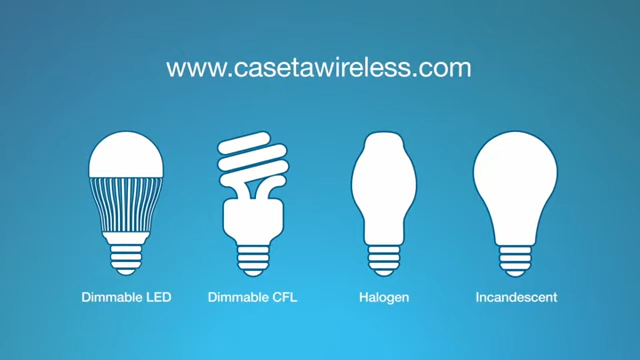 www.casetawireless.com
Dimmable LED
Dimmable CFL
Halogen
Incandescent